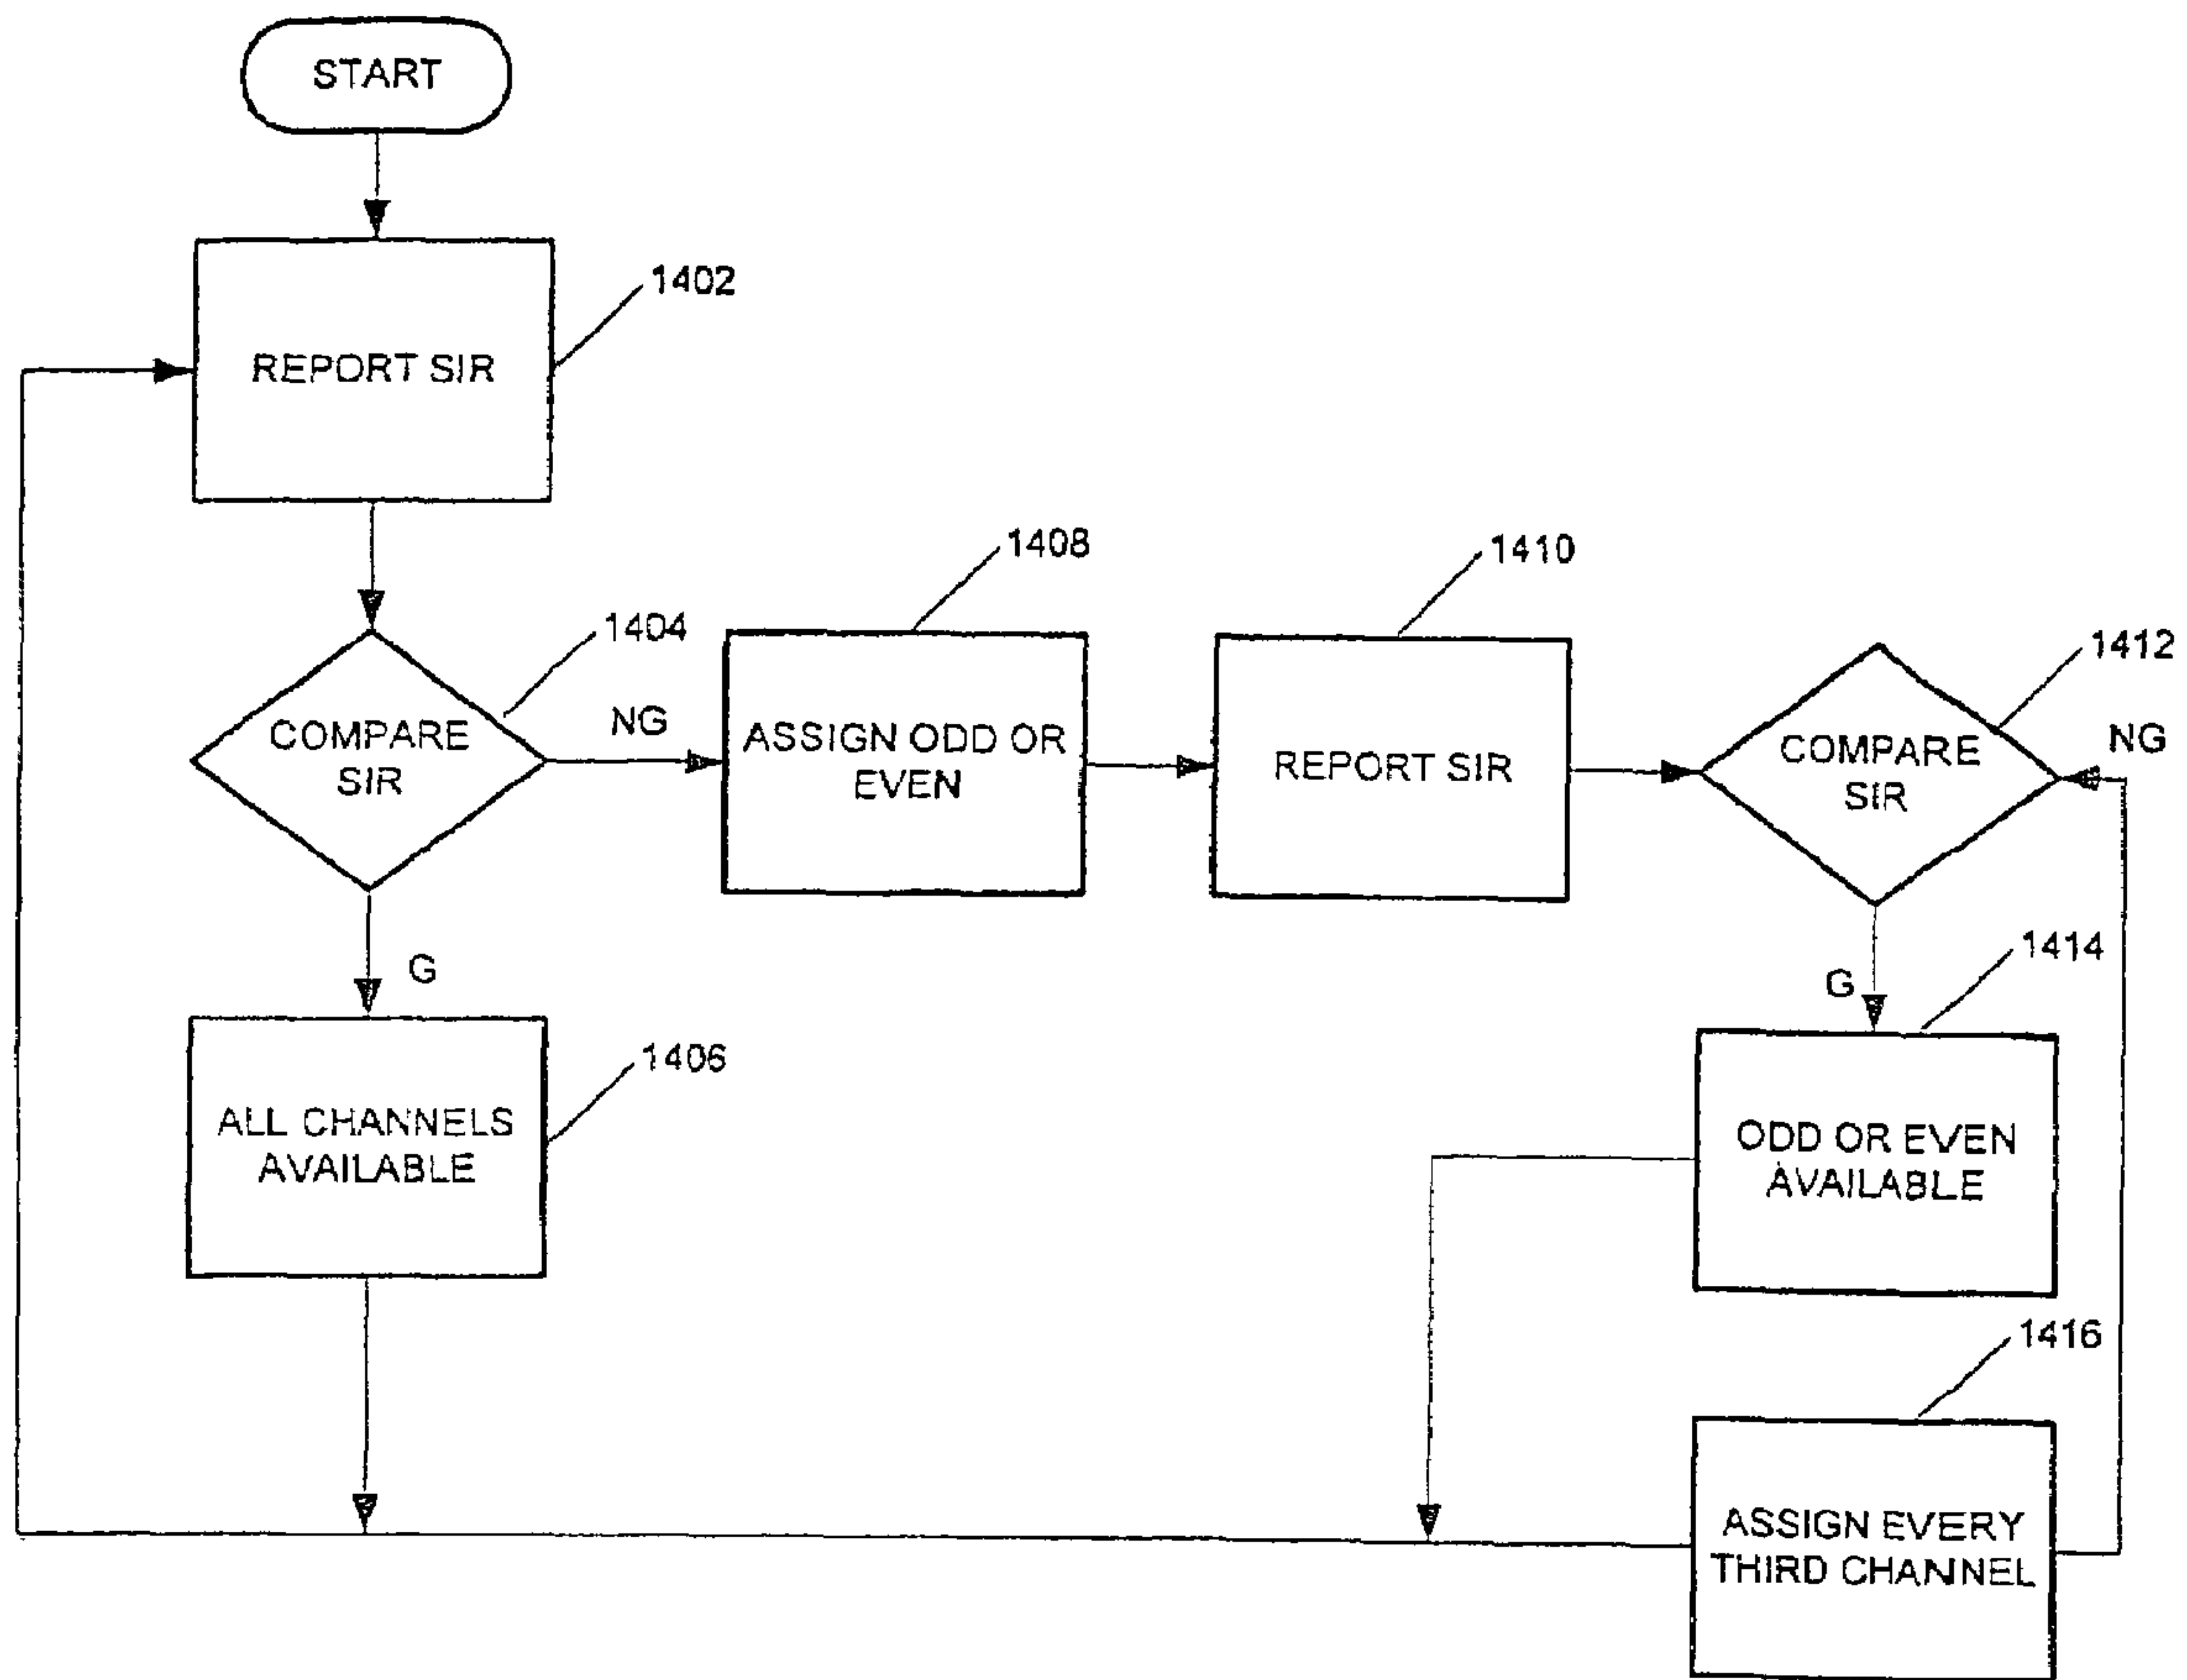 START
REPORT SIR
1402
COMPARE
SIR
1404
NG
ASSIGN ODD OR
EVEN
1408
REPORT SIR
1410
COMPARE
SIR
1412
NG
G
ALL CHANNELS
AVAILABLE
1406
G
ODD OR EVEN
AVAILABLE
1414
ASSIGN EVERY
THIRD CHANNEL
1416